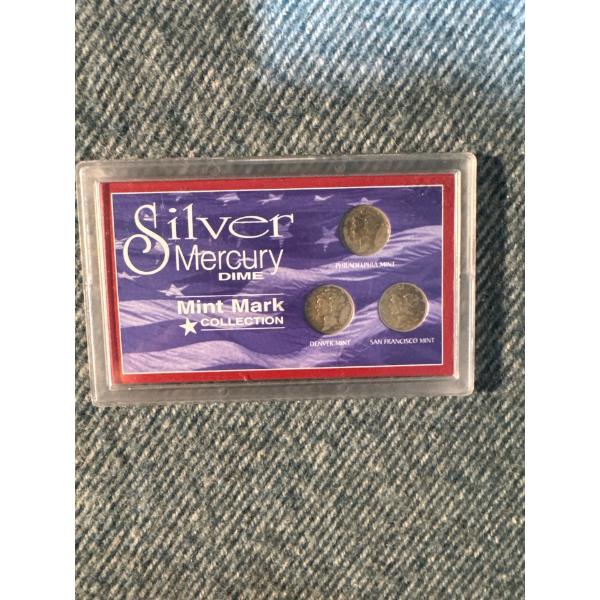 Silver
Mercury
DIME
Mint Mark
COLLECTION
PHILADELPHIA MINT
DENVER MINT
SAN FRANCISCO MINT